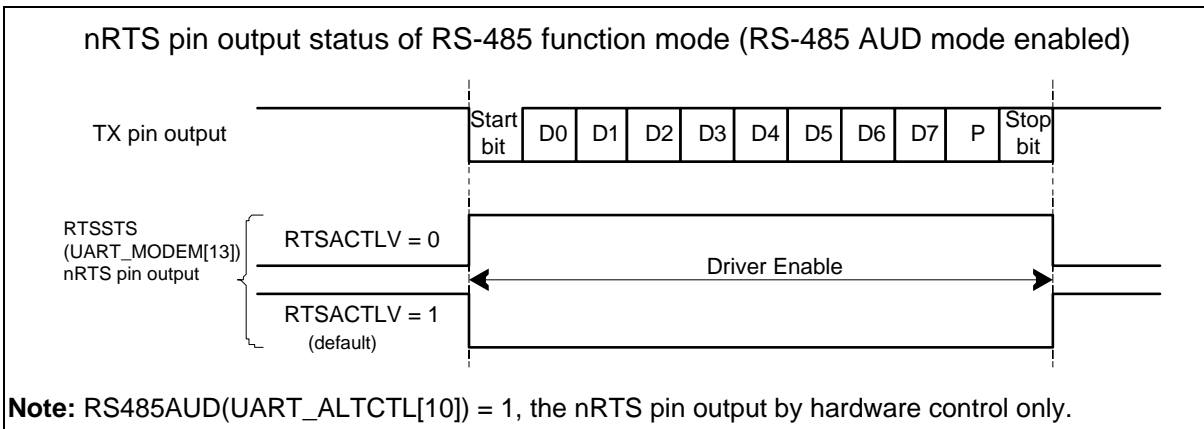 nRTS pin output status of RS-485 function mode (RS-485 AUD mode enabled)
TX pin output
Start bit
D0 D1 D2 D3 D4 D5 D6 D7 P
Stop bit
RTSSTS
(UART_MODEM[13])
nRTS pin output
RTSACTLV = 0
Driver Enable
RTSACTLV = 1
(default)
Note: RS485AUD(UART_ALTCTL[10]) = 1, the nRTS pin output by hardware control only.